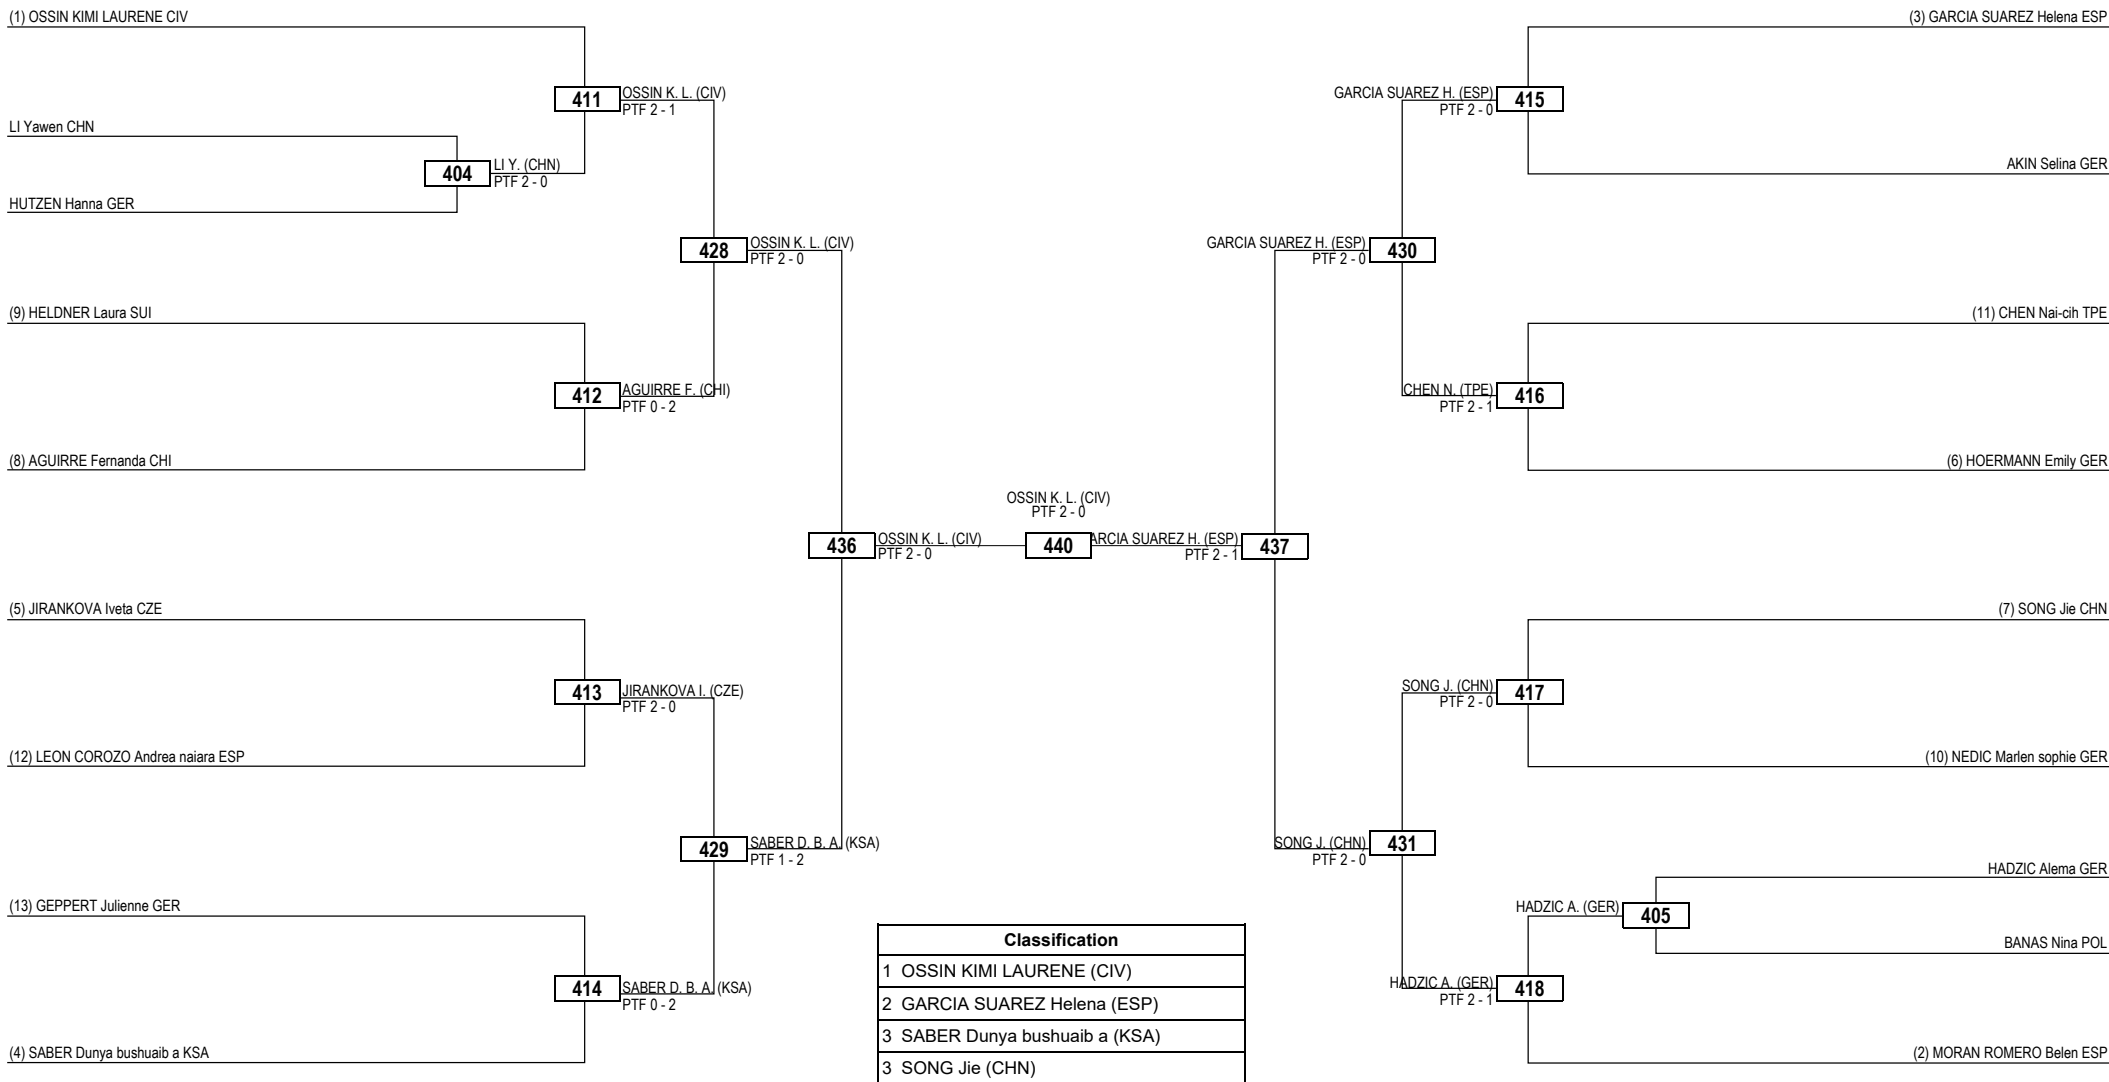 (1) OSSIN KIMI LAURENE CIV
(3) GARCIA SUAREZ Helena ESP
411
OSSIN K. L. (CIV)
PTF 2 - 1
GARCIA SUAREZ H. (ESP)
PTF 2 - 0
415
LI Yawen CHN
404
LI Y. (CHN)
PTF 2 - 0
AKIN Selina GER
HUTZEN Hanna GER
428
OSSIN K. L. (CIV)
PTF 2 - 0
GARCIA SUAREZ H. (ESP)
PTF 2 - 0
430
(9) HELDNER Laura SUI
(11) CHEN Nai-cih TPE
412
AGUIRRE F. (CHI)
PTF 0 - 2
CHEN N. (TPE)
PTF 2 - 1
416
(8) AGUIRRE Fernanda CHI
(6) HOERMANN Emily GER
OSSIN K. L. (CIV)
PTF 2 - 0
436
OSSIN K. L. (CIV)
PTF 2 - 0
440
ARCIA SUAREZ H. (ESP)
PTF 2 - 1
437
(5) JIRANKOVA Iveta CZE
(7) SONG Jie CHN
413
JIRANKOVA I. (CZE)
PTF 2 - 0
SONG J. (CHN)
PTF 2 - 0
417
(12) LEON COROZO Andrea naiara ESP
(10) NEDIC Marlen sophie GER
429
SABER D. B. A. (KSA)
PTF 1 - 2
SONG J. (CHN)
PTF 2 - 0
431
HADZIC Alema GER
(13) GEPPERT Julienne GER
HADZIC A. (GER)
405
BANAS Nina POL
414
SABER D. B. A. (KSA)
PTF 0 - 2
HADZIC A. (GER)
PTF 2 - 1
418
(4) SABER Dunya bushuaib a KSA
(2) MORAN ROMERO Belen ESP
Classification
1 OSSIN KIMI LAURENE (CIV)
2 GARCIA SUAREZ Helena (ESP)
3 SABER Dunya bushuaib a (KSA)
3 SONG Jie (CHN)